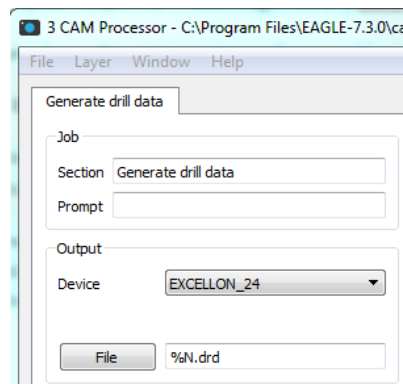 3 CAM Processor - C:\Program Files\EAGLE-7.3.0\ca
File Layer Window Help
Generate drill data
Job
Section Generate drill data
Prompt
Output
Device EXCELLON_24
File %N.drd